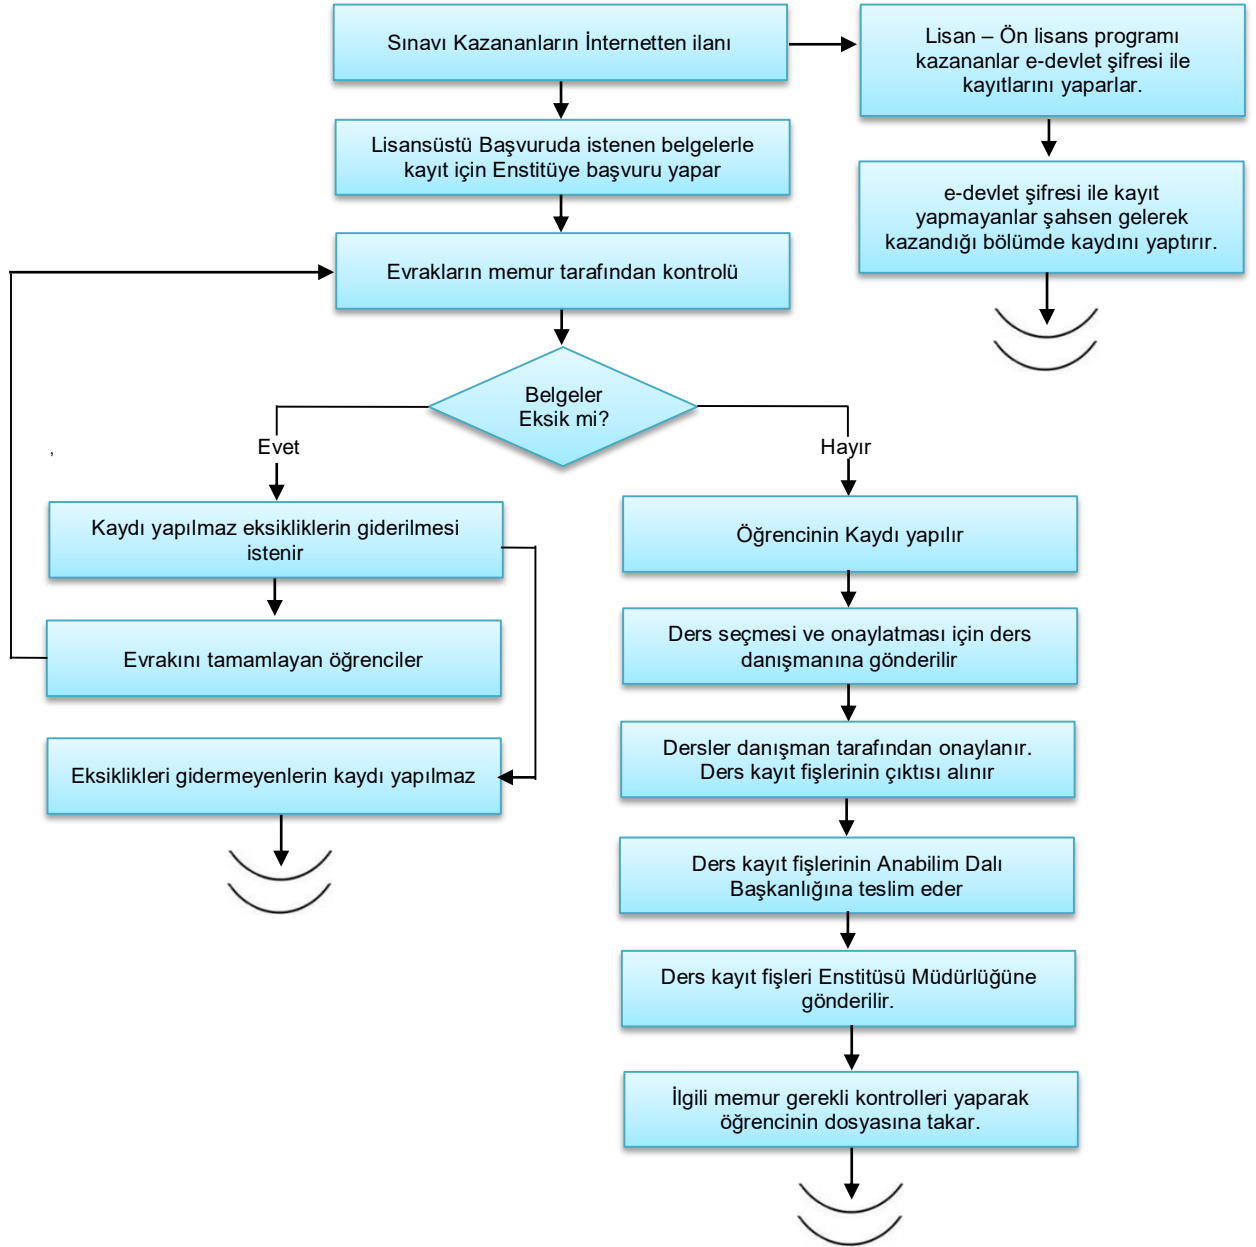 Sınavı Kazananların İnternetten ilanı
Lisan – Ön lisans programı
kazananlar e-devlet şifresi ile
kayıtlarını yaparlar.
Lisansüstü Başvuruda istenen belgelerle
kayıt için Enstitüye başvuru yapar
e-devlet şifresi ile kayıt
yapmayanlar şahsen gelerek
kazandığı bölümde kaydını yaptırır.
Evrakların memur tarafından kontrolü
Belgeler
Eksik mi?
Evet
Hayır
,
Kaydı yapılmaz eksikliklerin giderilmesi
istenir
Evrakını tamamlayan öğrenciler
Eksiklikleri gidermeyenlerin kaydı yapılmaz
Öğrencinin Kaydı yapılır
Ders seçmesi ve onaylatması için ders
danışmanına gönderilir
Dersler danışman tarafından onaylanır.
Ders kayıt fişlerinin çıktısı alınır
Ders kayıt fişlerinin Anabilim Dalı
Başkanlığına teslim eder
Ders kayıt fişleri Enstitüsü Müdürlüğüne
gönderilir.
İlgili memur gerekli kontrolleri yaparak
öğrencinin dosyasına takar.